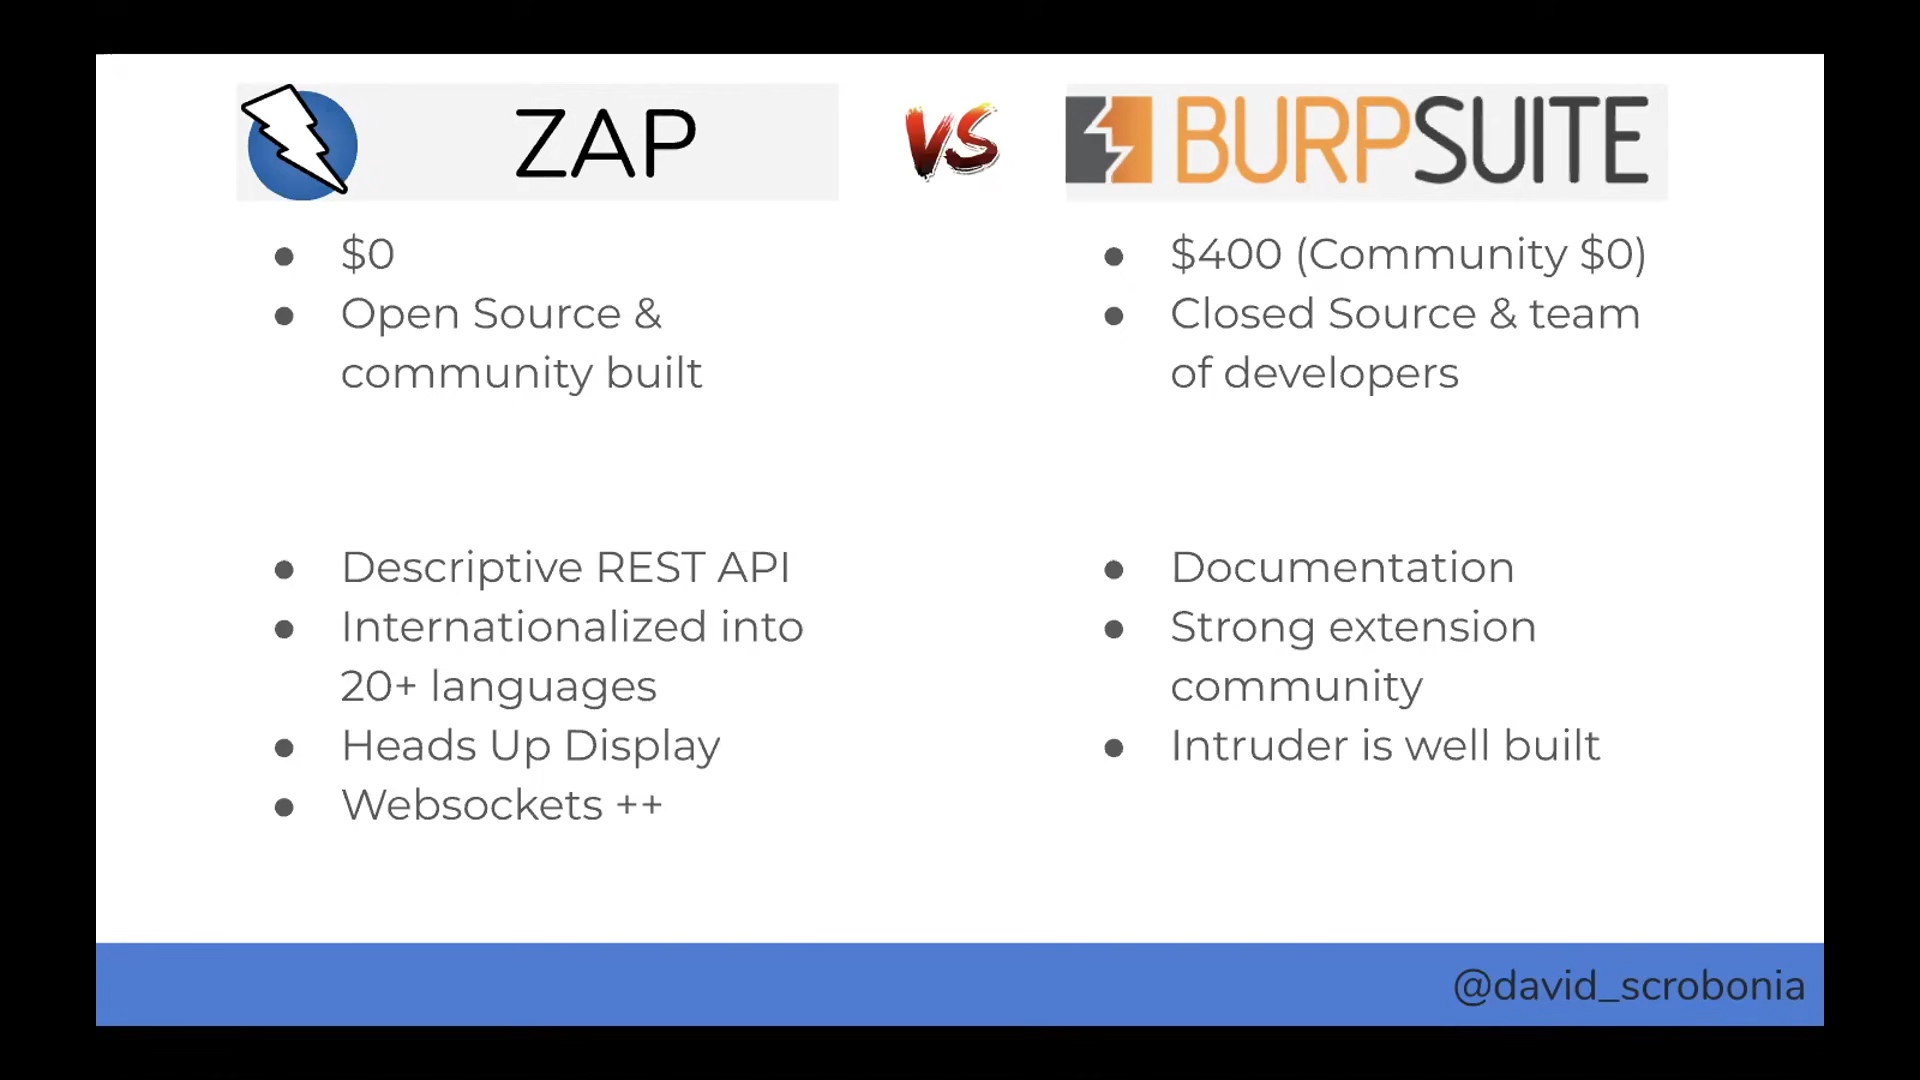 ZAP
VS
BURPSUITE
● $0
● Open Source &
community built
● Descriptive REST API
● Internationalized into
20+ languages
● Heads Up Display
● Websockets ++
● $400 (Community $0)
● Closed Source & team
of developers
● Documentation
● Strong extension
community
● Intruder is well built
@david_scrobonia